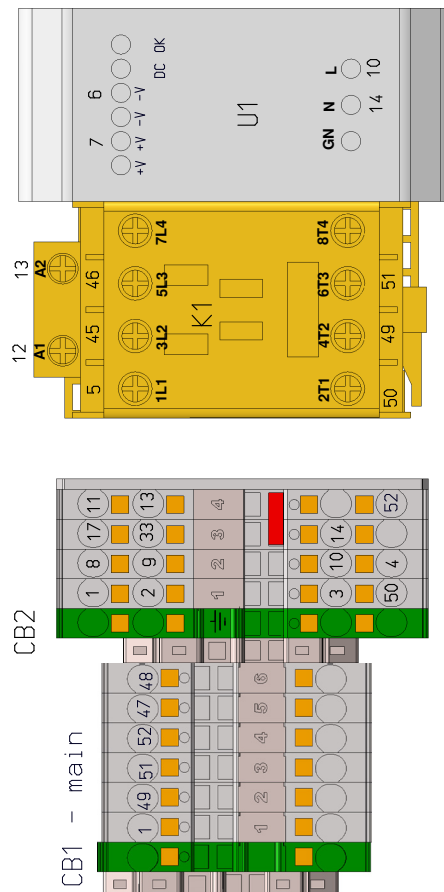 CB1 - main
1 49 51 52 47 48
1 2 3 4 5 6
CB2
1 8 17 11
2 9 33 13
1 2 3 4
3 10 14
50 4 52
12 13
A1 A2
5 45 46
1L1 3L2 5L3 7L4
K1
2T1 4T2 6T3 8T4
50 49 51
7 6
+V +V -V -V DC OK
U1
GN N L
14 10